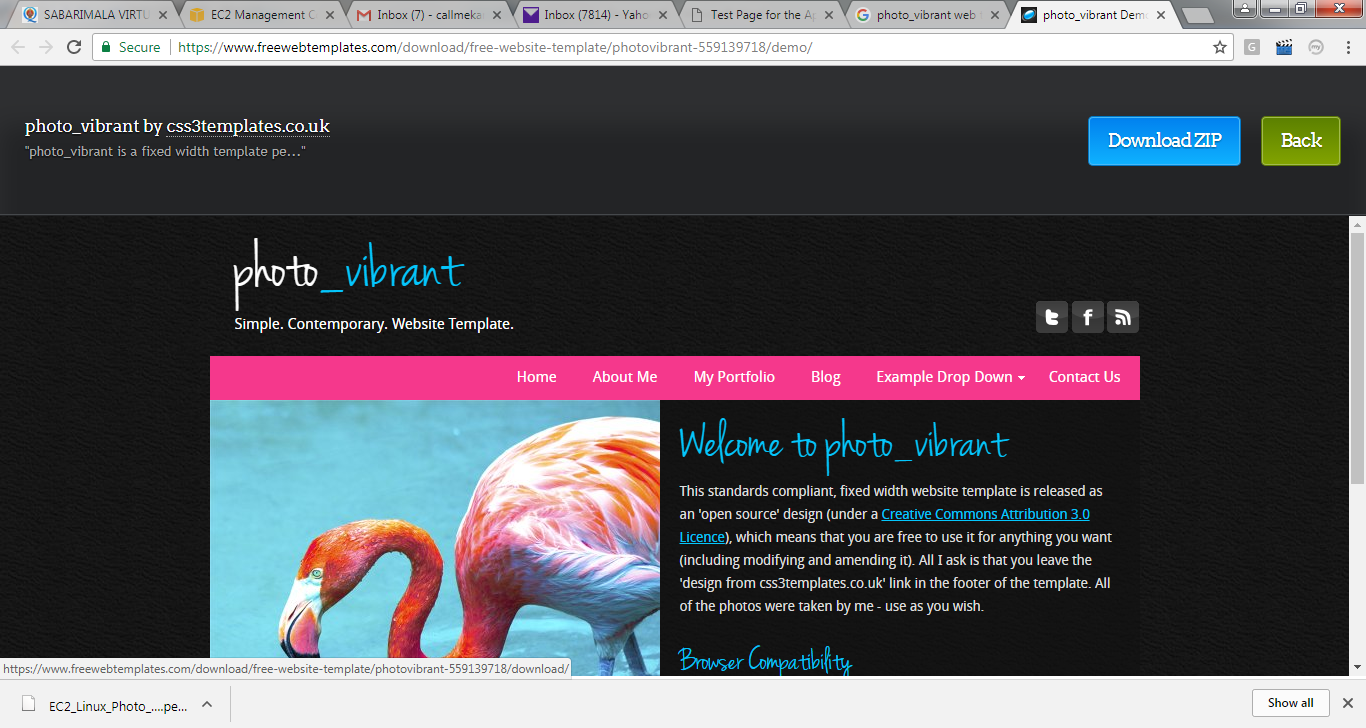 SABARIMALA VIRTU
EC2 Management C
Inbox (7) - callmeka
Inbox (7814) - Yaho
Test Page for the Ap
photo_vibrant web t
photo_vibrant Demo
Secure
https://www.freewebtemplates.com/download/free-website-template/photovibrant-559139718/demo/
photo_vibrant by css3templates.co.uk
"photo_vibrant is a fixed width template pe..."
Download ZIP
Back
photo_vibrant
Simple. Contemporary. Website Template.
Home About Me My Portfolio Blog Example Drop Down Contact Us
Welcome to photo_vibrant
This standards compliant, fixed width website template is released as
an 'open source' design (under a Creative Commons Attribution 3.0
Licence), which means that you are free to use it for anything you want
(including modifying and amending it). All I ask is that you leave the
'design from css3templates.co.uk' link in the footer of the template. All
of the photos were taken by me - use as you wish.
Browser Compatibility
https://www.freewebtemplates.com/download/free-website-template/photovibrant-559139718/download/
EC2_Linux_Photo_....pe...
Show all